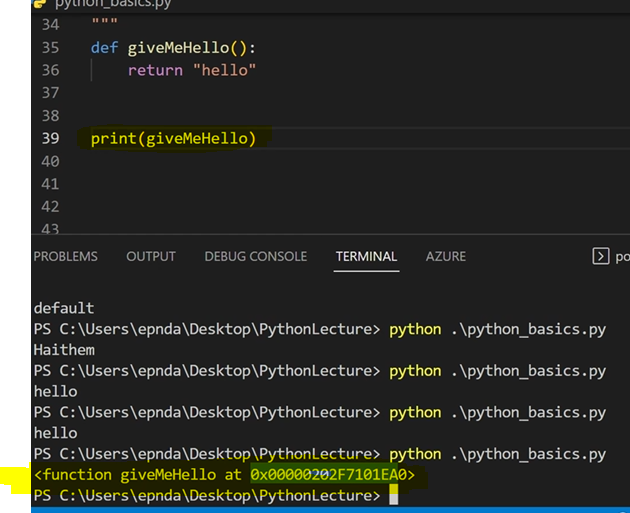 python_basics.py
34 """
35 def giveMeHello():
36     return "hello"
37
38
39 print(giveMeHello)
40
41
42
43
PROBLEMS OUTPUT DEBUG CONSOLE TERMINAL AZURE po
default
PS C:\Users\epnda\Desktop\PythonLecture> python .\python_basics.py
Haithem
PS C:\Users\epnda\Desktop\PythonLecture> python .\python_basics.py
hello
PS C:\Users\epnda\Desktop\PythonLecture> python .\python_basics.py
hello
PS C:\Users\epnda\Desktop\PythonLecture> python .\python_basics.py
<function giveMeHello at 0x00000202F7101EA0>
PS C:\Users\epnda\Desktop\PythonLecture>